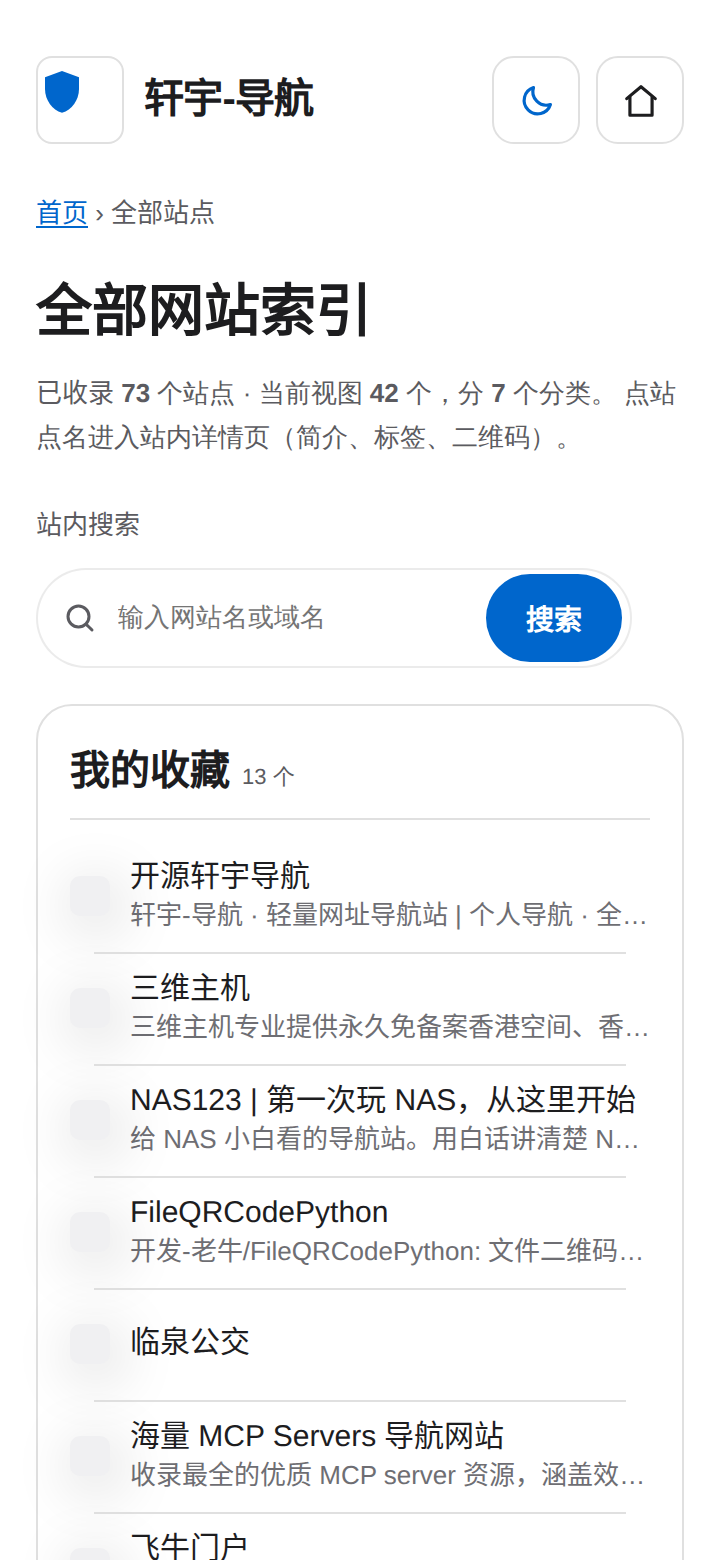 轩宇-导航
首页 › 全部站点
全部网站索引
已收录 73 个站点 · 当前视图 42 个，分 7 个分类。 点站
点名进入站内详情页（简介、标签、二维码）。
站内搜索
输入网站名或域名
搜索
我的收藏 13 个
开源轩宇导航
轩宇-导航 · 轻量网址导航站 | 个人导航 · 全…
三维主机
三维主机专业提供永久免备案香港空间、香…
NAS123 | 第一次玩 NAS，从这里开始
给 NAS 小白看的导航站。用白话讲清楚 N…
FileQRCodePython
开发-老牛/FileQRCodePython: 文件二维码…
临泉公交
海量 MCP Servers 导航网站
收录最全的优质 MCP server 资源，涵盖效…
飞牛门户